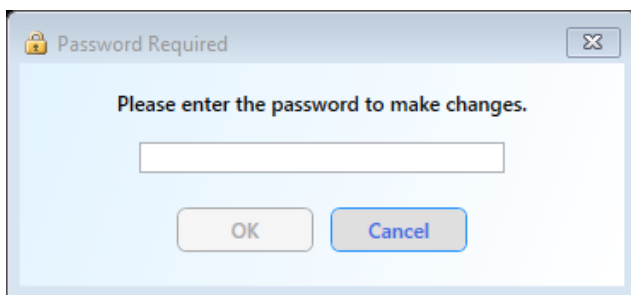 Password Required
Please enter the password to make changes.
OK
Cancel